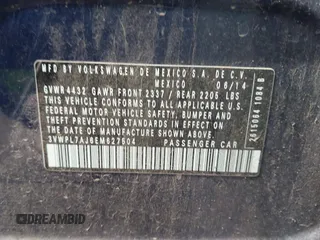 MFD BY VOLKSWAGEN DE MEXICO S.A. DE C.V.
MEXICO 06/14
GVWR 4432 GAWR FRONT 2337 / REAR 2205 LBS
THIS VEHICLE CONFORMS TO ALL APPLICABLE
FEDERAL MOTOR VEHICLE SAFETY, BUMPER AND
THEFT PREVENTION STANDARDS IN EFFECT ON
THE DATE OF MANUFACTURE SHOWN ABOVE.
3VWPL7AJ6EM627604 PASSENGER CAR
DREAMBID